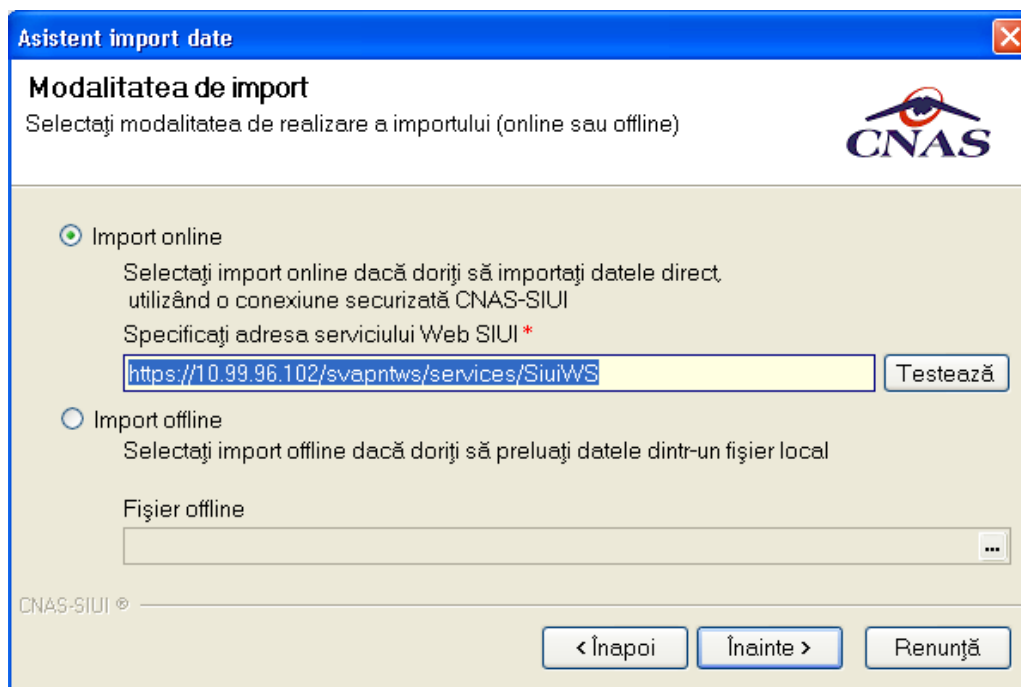 Asistent import date
Modalitatea de import
Selectaţi modalitatea de realizare a importului (online sau offline)
CNAS
Import online
Selectaţi import online dacă doriţi să importaţi datele direct,
utilizând o conexiune securizată CNAS-SIUI
Specificaţi adresa serviciului Web SIUI *
https://10.99.96.102/svapntws/services/SiuiWS
Testează
Import offline
Selectaţi import offline dacă doriţi să preluaţi datele dintr-un fişier local
Fişier offline
...
CNAS-SIUI ®
< Înapoi
Înainte >
Renunţă